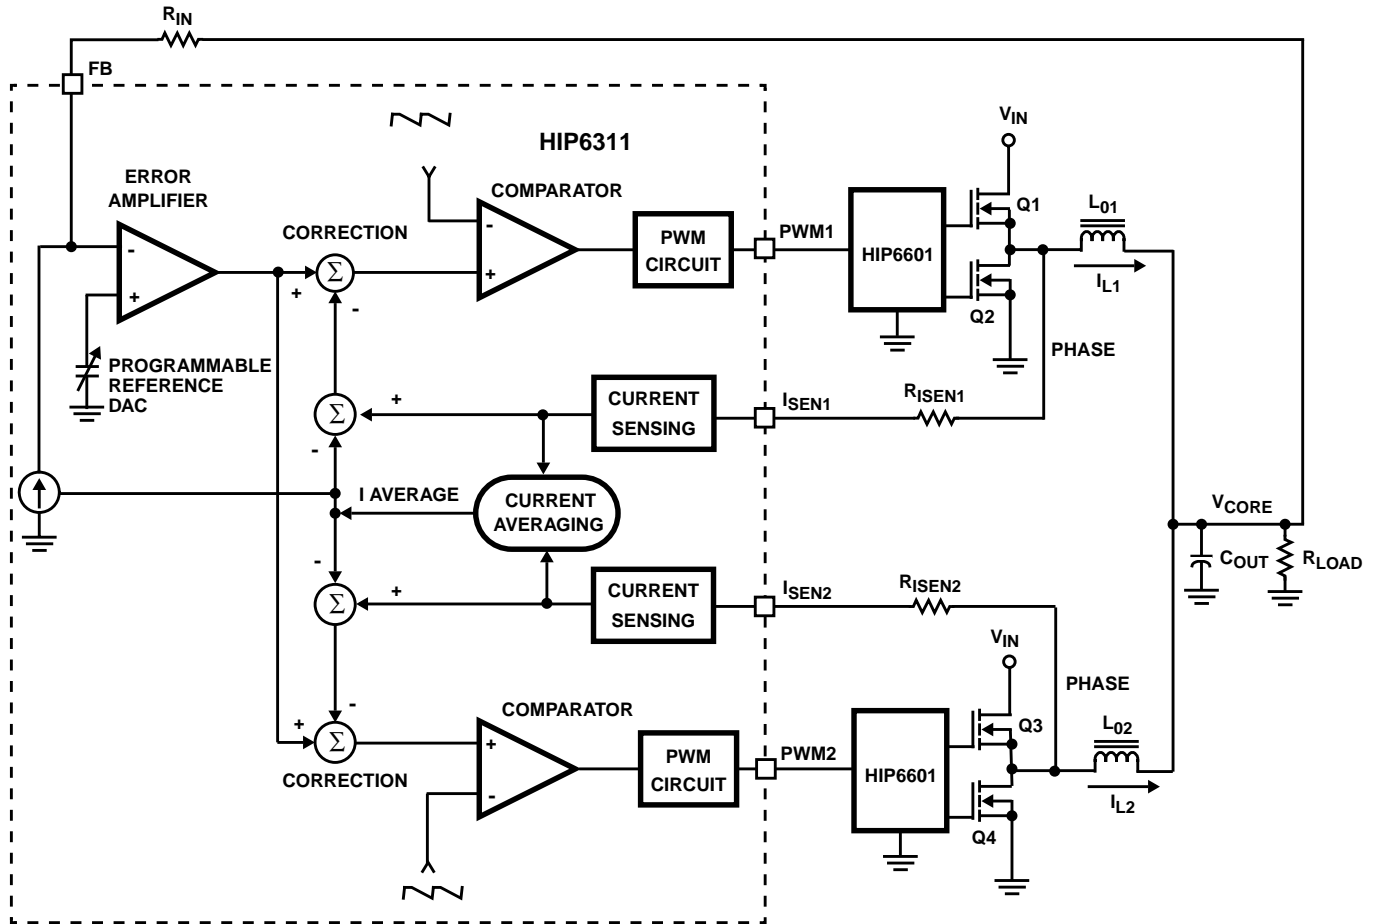 RIN
FB
HIP6311
VIN
ERROR
AMPLIFIER
COMPARATOR
CORRECTION
-
+
Σ
+
-
-
+
PWM
CIRCUIT
PWM1
HIP6601
Q1
Q2
L01
IL1
PHASE
PROGRAMMABLE
REFERENCE
DAC
Σ
+
-
CURRENT
SENSING
ISEN1
RISEN1
I AVERAGE
CURRENT
AVERAGING
VCORE
COUT
RLOAD
-
Σ
+
CURRENT
SENSING
ISEN2
RISEN2
VIN
PHASE
-
+
Σ
CORRECTION
COMPARATOR
+
-
PWM
CIRCUIT
PWM2
HIP6601
Q3
Q4
L02
IL2